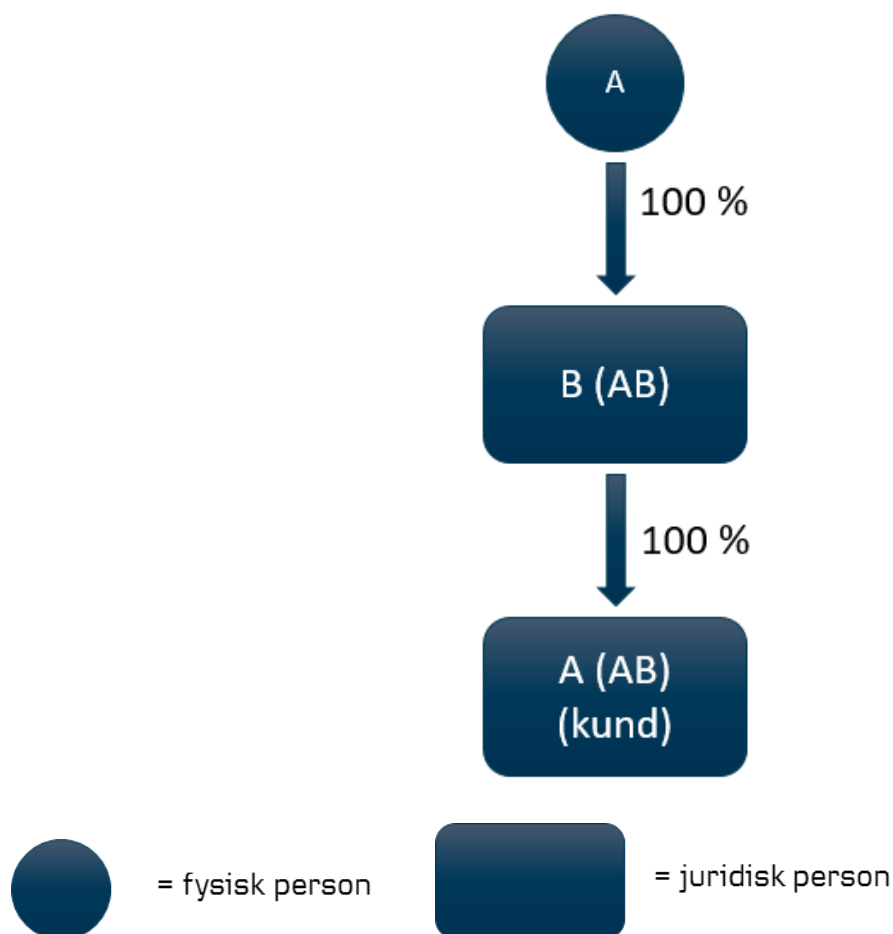 A
100 %
B (AB)
100 %
A (AB)
(kund)
= fysisk person
= juridisk person